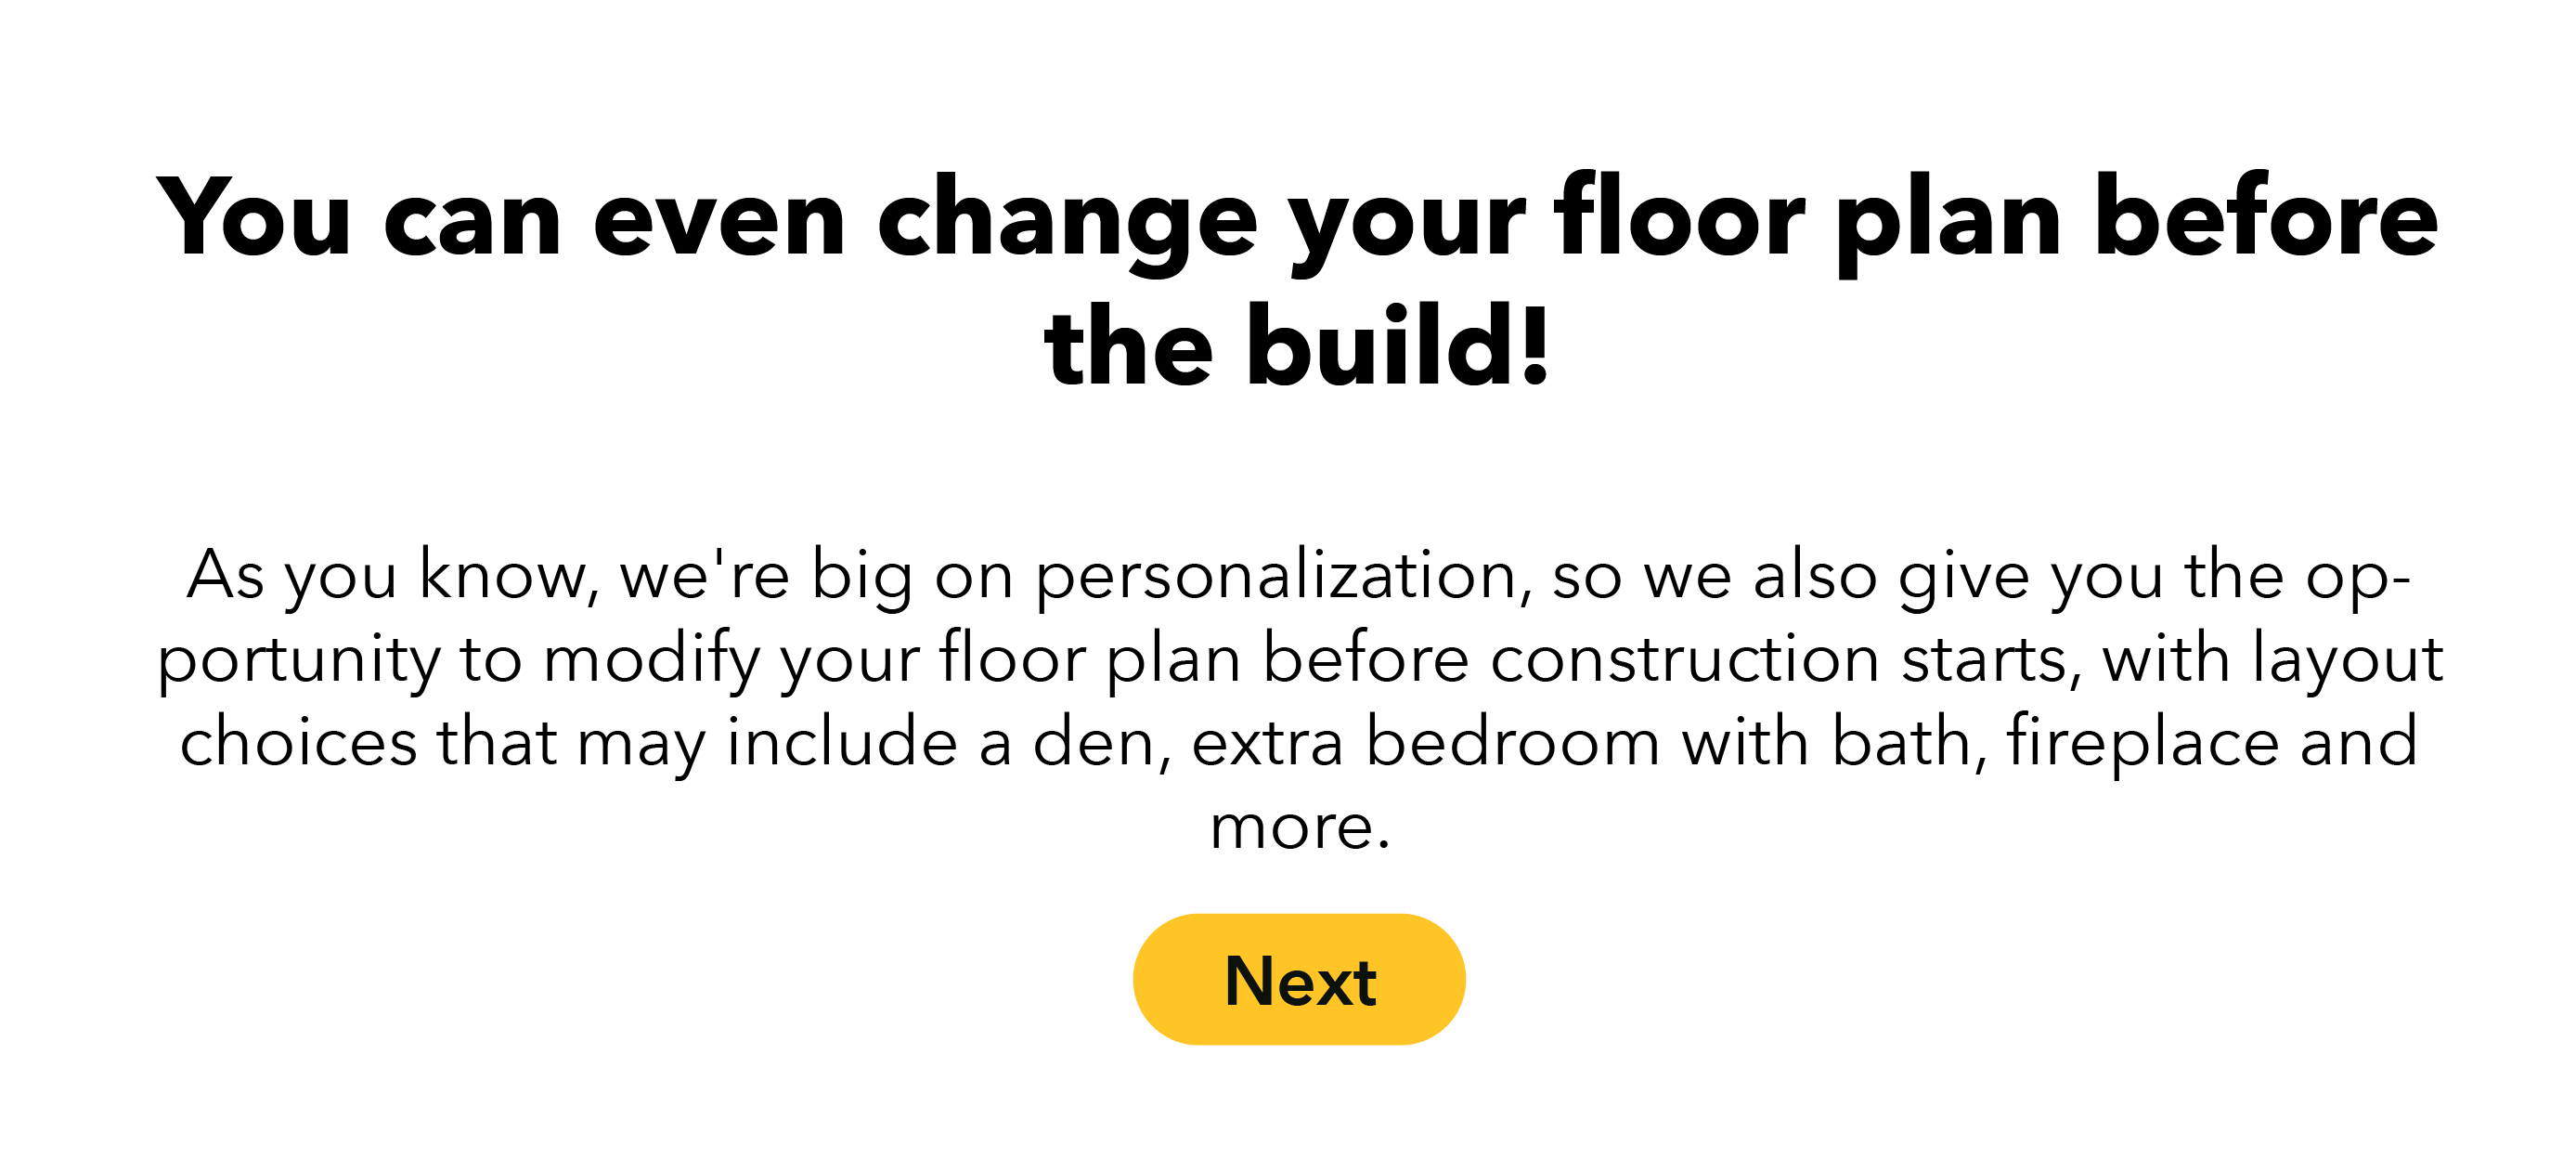 You can even change your floor plan before
the build!
As you know, we're big on personalization, so we also give you the op-
portunity to modify your floor plan before construction starts, with layout
choices that may include a den, extra bedroom with bath, fireplace and
more.
Next